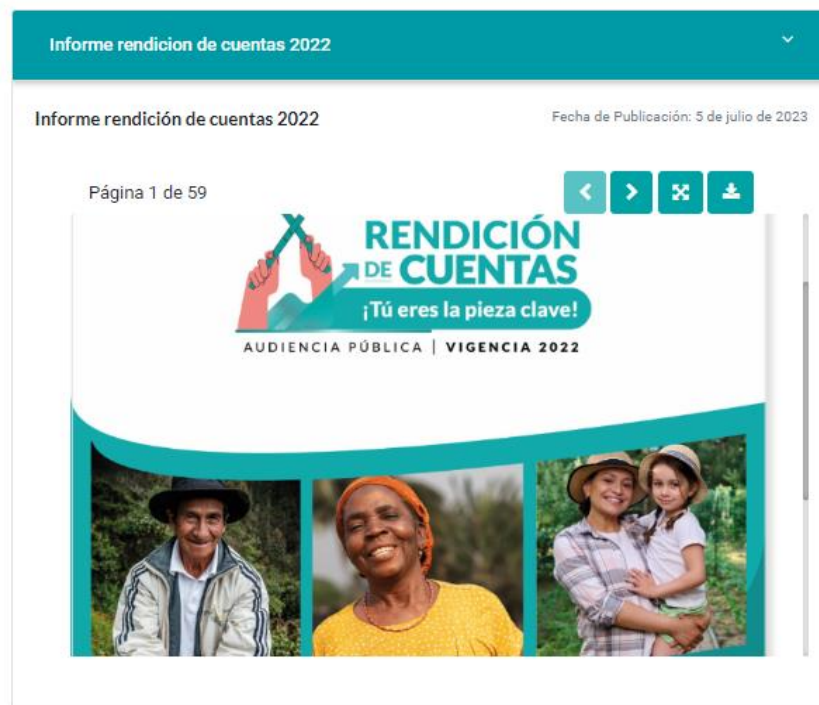 Informe rendicion de cuentas 2022
Informe rendición de cuentas 2022
Fecha de Publicación: 5 de julio de 2023
Página 1 de 59
RENDICIÓN
DE CUENTAS
¡Tú eres la pieza clave!
AUDIENCIA PÚBLICA | VIGENCIA 2022